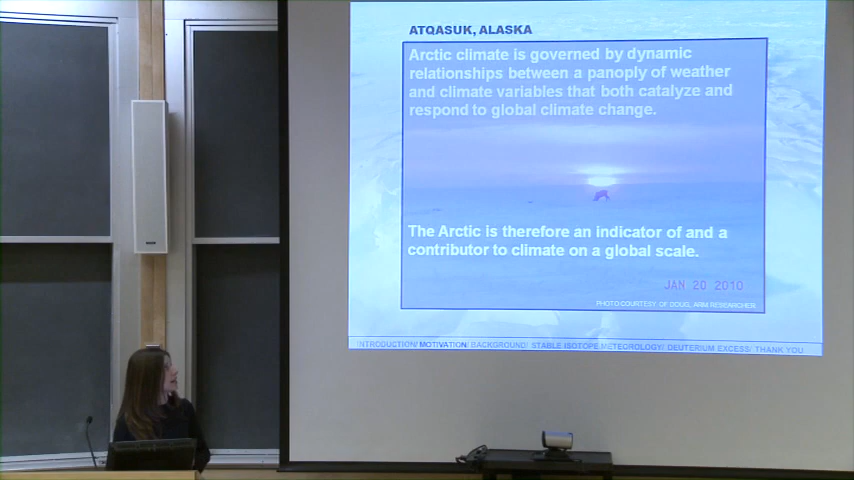 ATQASUK, ALASKA
Arctic climate is governed by dynamic
relationships between a panoply of weather
and climate variables that both catalyze and
respond to global climate change.
The Arctic is therefore an indicator of and a
contributor to climate on a global scale.
JAN 20 2010
PHOTO COURTESY OF DOUG, ARM RESEARCHER
INTRODUCTION/ MOTIVATION/ BACKGROUND/ STABLE ISOTOPE METEOROLOGY/ DEUTERIUM EXCESS/ THANK YOU